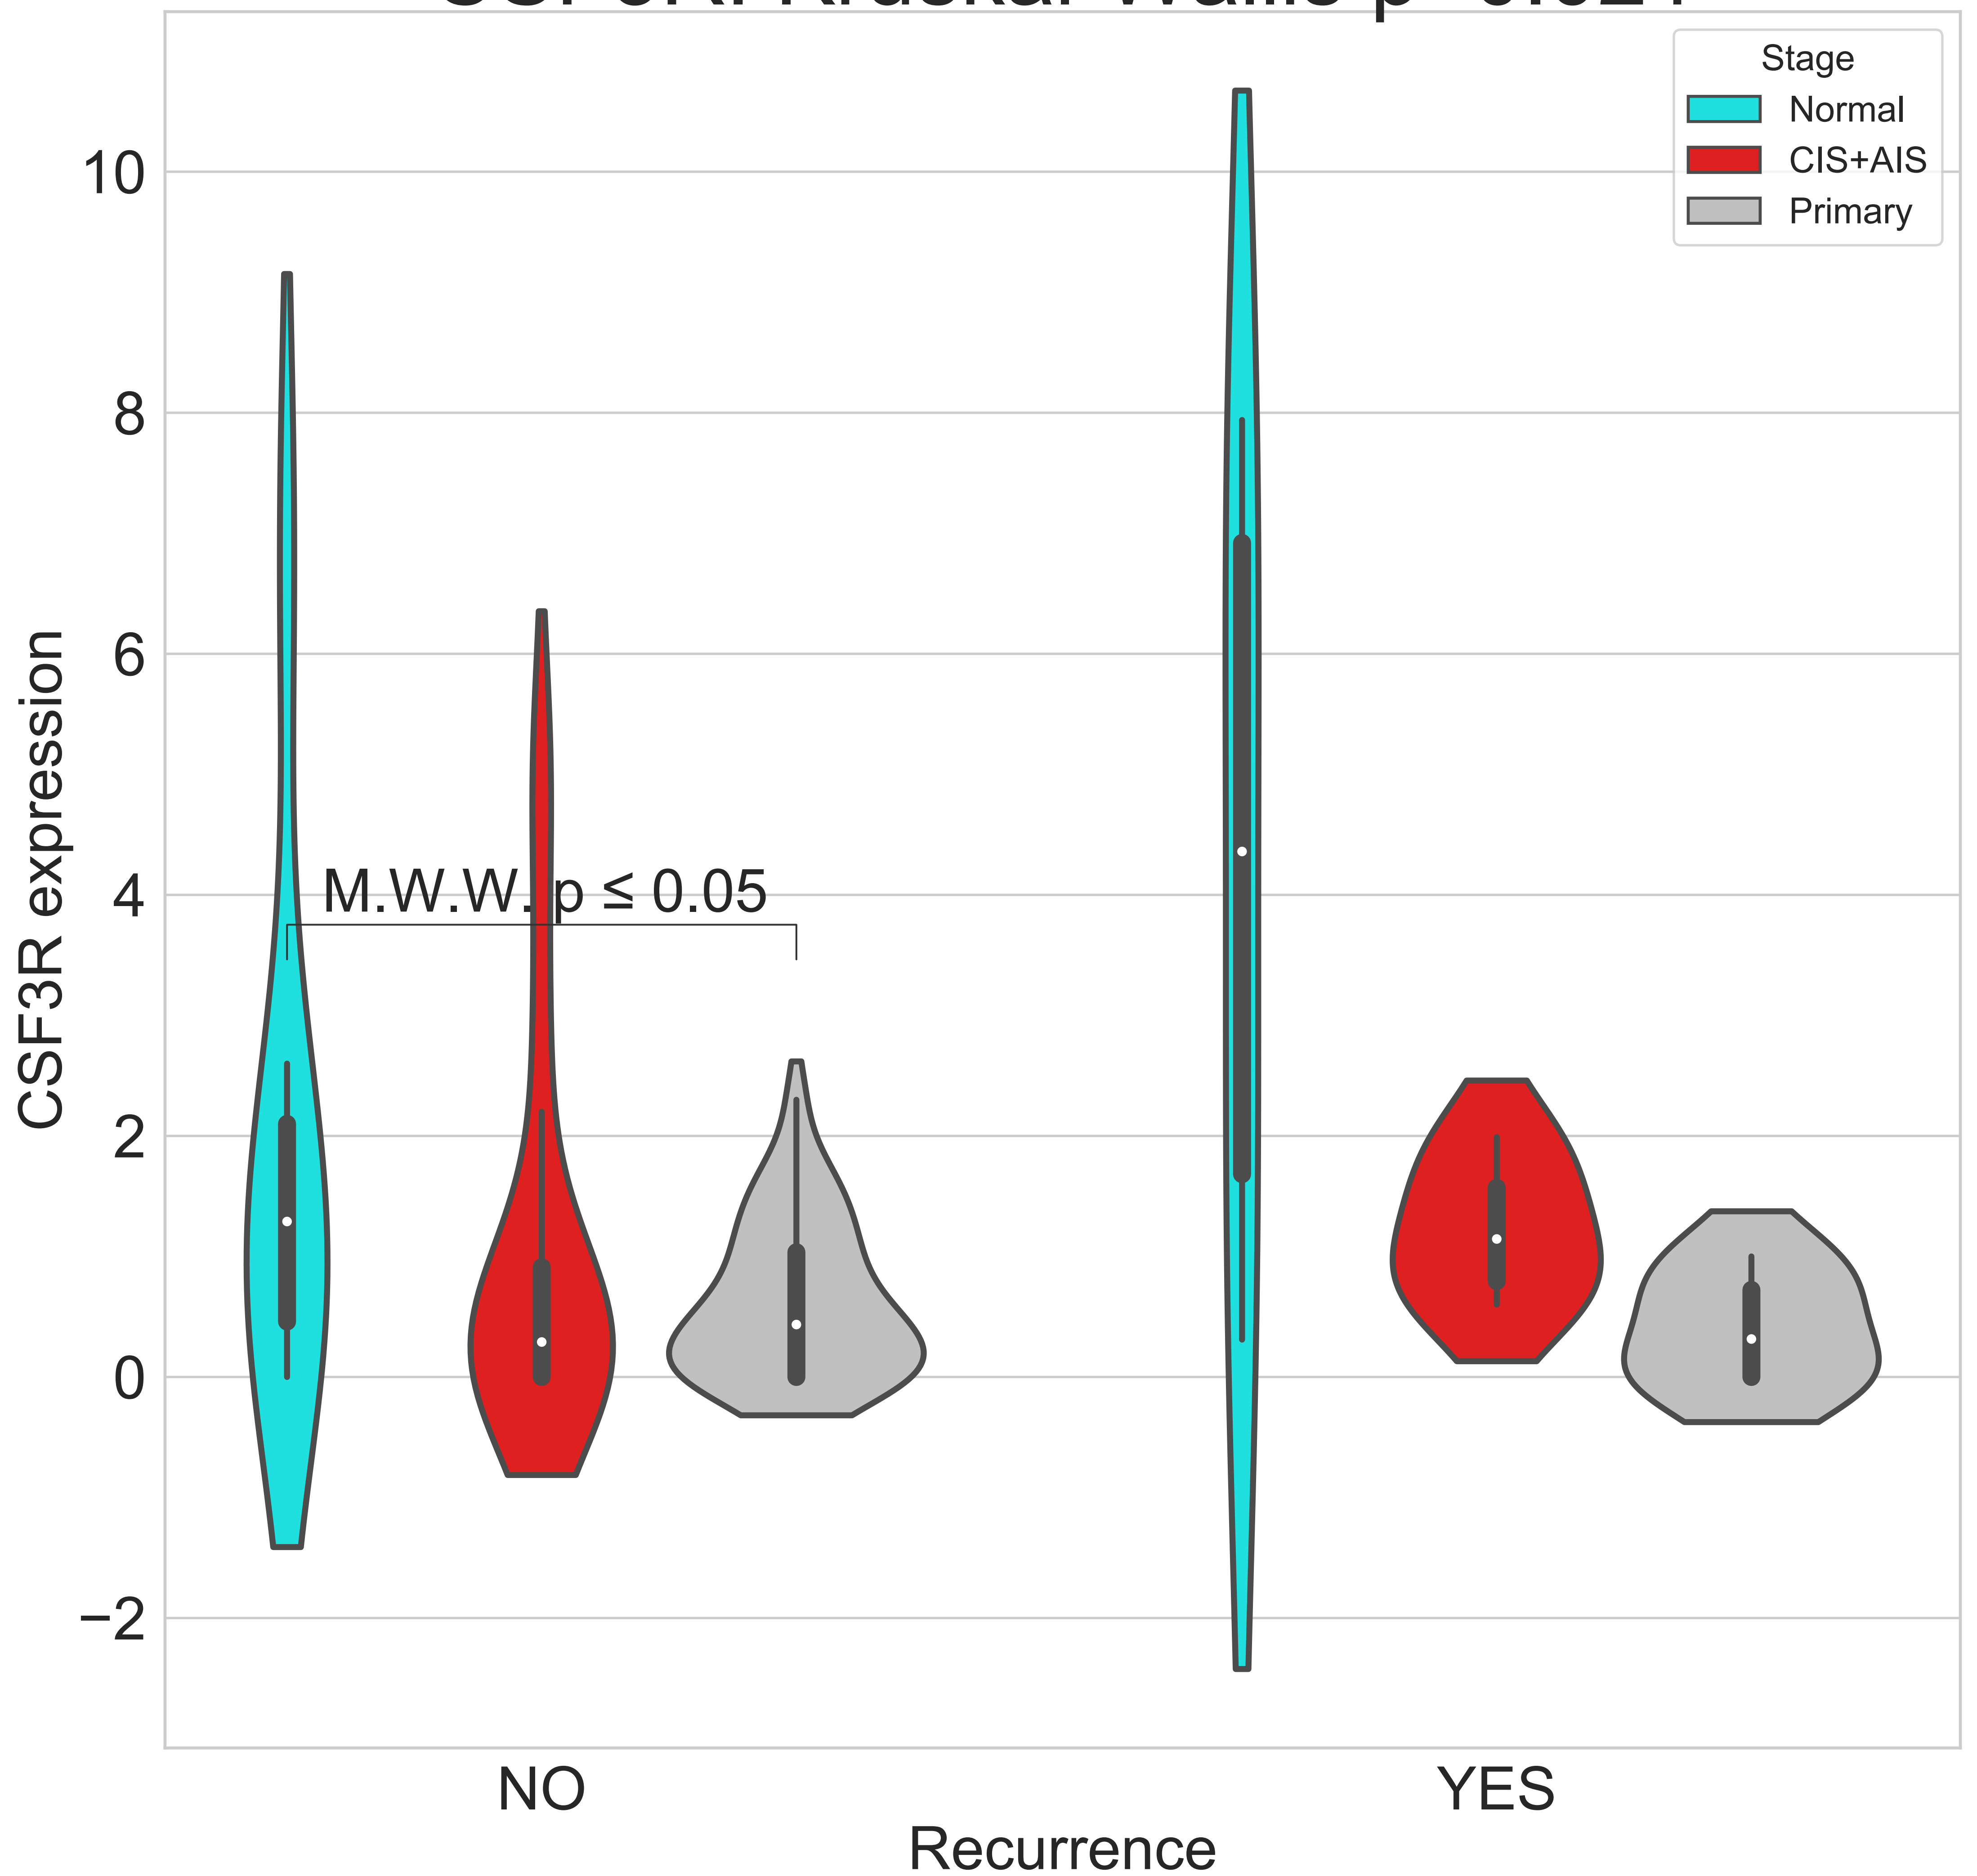 Stage
Normal
CIS+AIS
Primary
10
8
6
4
2
0
−2
CSF3R expression
M.W.W. p ≤ 0.05
NO
YES
Recurrence